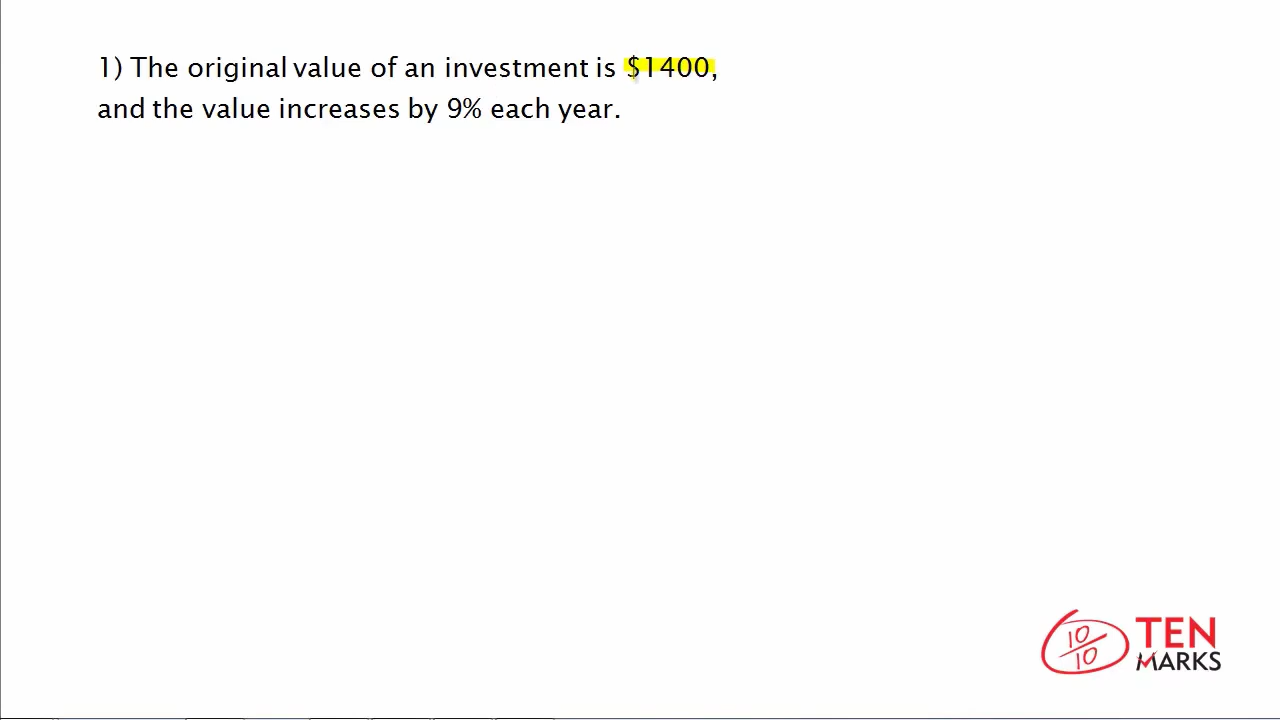 1) The original value of an investment is $1400,
and the value increases by 9% each year.
10
10
TEN
MARKS